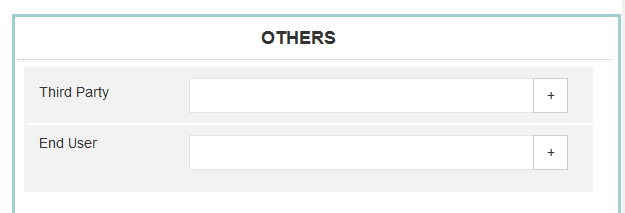 OTHERS
Third Party +
End User +